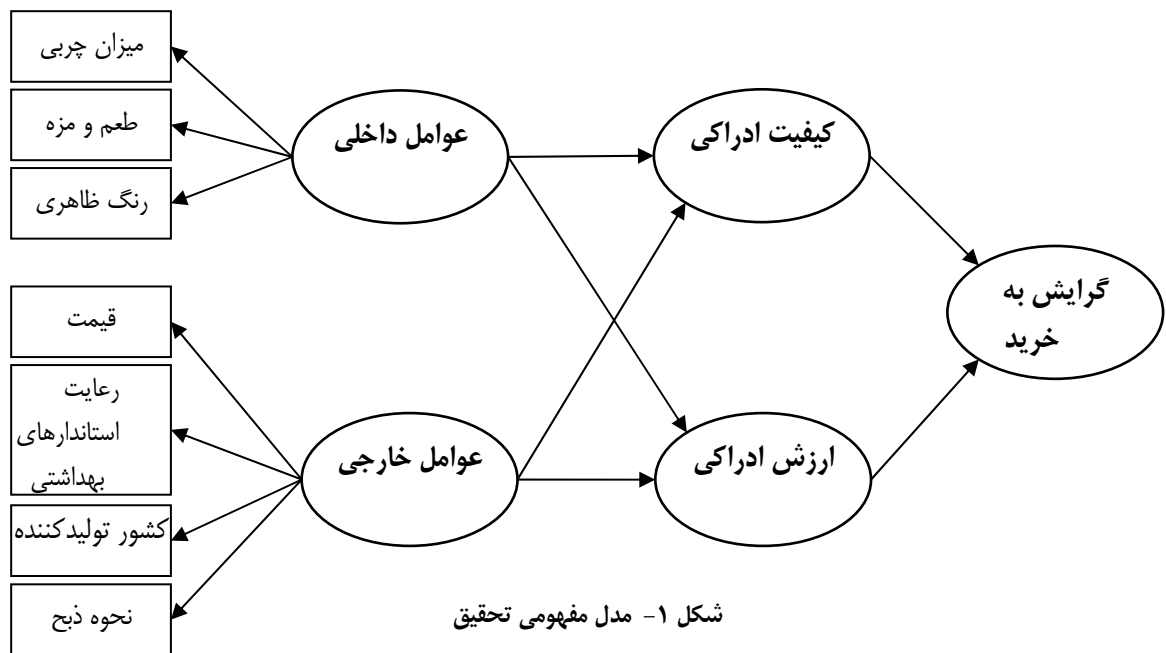 میزان چربی
طعم و مزه
رنگ ظاهری
قیمت
رعایت
استاندارهای
بهداشتی
کشور تولیدکننده
نحوه ذبح
عوامل داخلی
عوامل خارجی
کیفیت ادراکی
ارزش ادراکی
گرایش به
خرید
شکل ۱- مدل مفهومی تحقیق